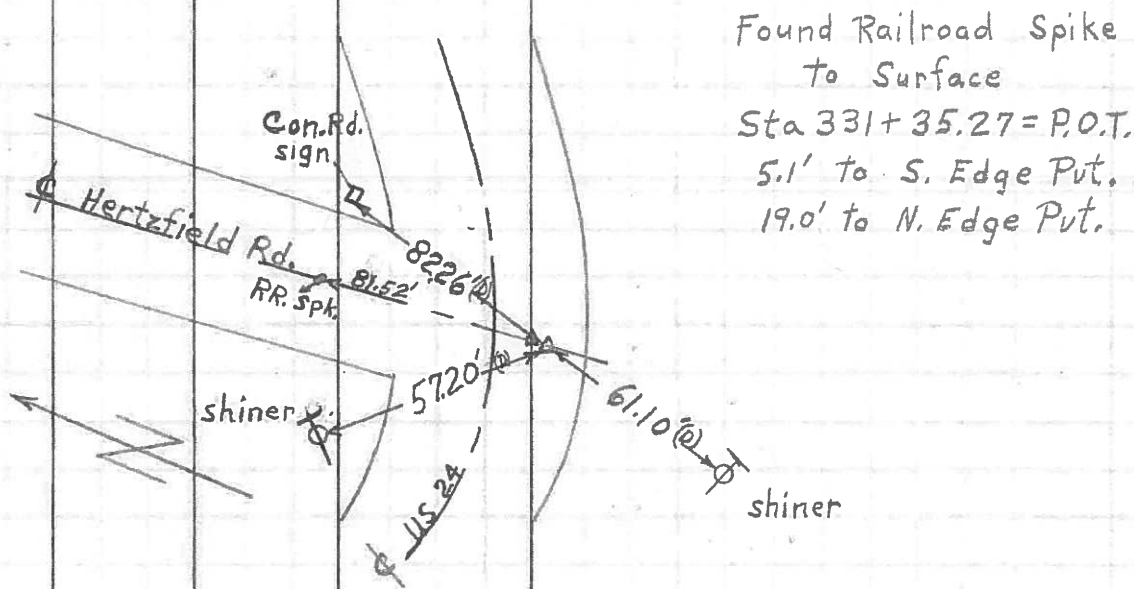 Found Railroad Spike
to Surface
Sta 331 + 35.27 = P.O.T.
5.1' to S. Edge Pvt.
19.0' to N. Edge Pvt.
Con. Rd.
sign
℄ Hertzfield Rd.
RR. Spk.
81.52'
82.26'(D)
57.20'(D)
61.10'(D)
shiner
shiner
℄ US 24